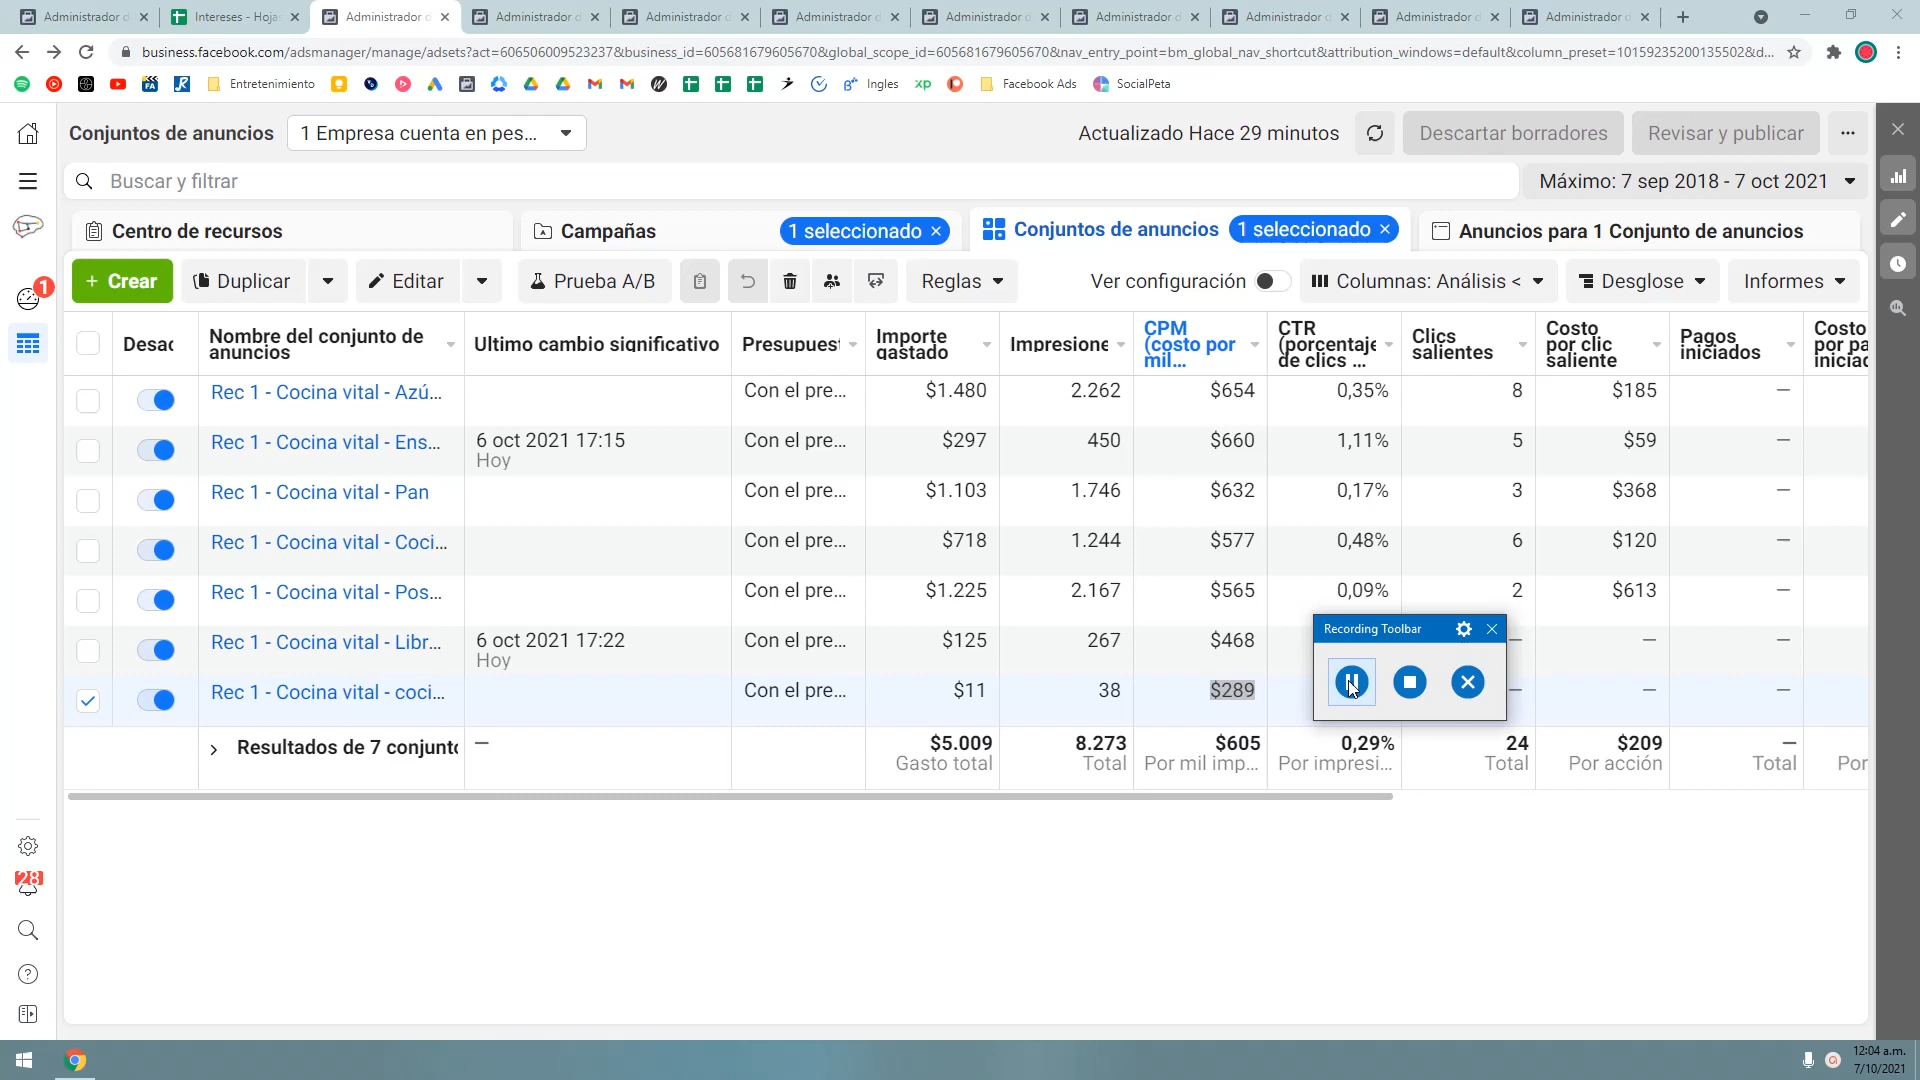 Administrador d
Intereses - Hoja
Administrador d
Administrador d
Administrador d
Administrador d
Administrador d
Administrador d
Administrador d
Administrador d
Administrador d
business.facebook.com/adsmanager/manage/adsets?act=606506009523237&business_id=605681679605670&global_scope_id=605681679605670&nav_entry_point=bm_global_nav_shortcut&attribution_windows=default&column_preset=10159235200135502&d...
Entretenimiento
Ingles
xp
Facebook Ads
SocialPeta
Conjuntos de anuncios
1 Empresa cuenta en pes...
Actualizado Hace 29 minutos
Descartar borradores
Revisar y publicar
Buscar y filtrar
Máximo: 7 sep 2018 - 7 oct 2021
Centro de recursos
Campañas
1 seleccionado
Conjuntos de anuncios
1 seleccionado
Anuncios para 1 Conjunto de anuncios
1
+ Crear
Duplicar
Editar
Prueba A/B
Reglas
Ver configuración
Columnas: Análisis <
Desglose
Informes
Desac
Nombre del conjunto de
anuncios
Ultimo cambio significativo
Presupuest
Importe
gastado
Impresione
CPM
(costo por
mil...
CTR
(porcentaje
de clics ...
Clics
salientes
Costo
por clic
saliente
Pagos
iniciados
Costo
por pa
iniciad
Rec 1 - Cocina vital - Azú...
Con el pre...
$1.480
2.262
$654
0,35%
8
$185
—
Rec 1 - Cocina vital - Ens...
6 oct 2021 17:15
Hoy
Con el pre...
$297
450
$660
1,11%
5
$59
—
Rec 1 - Cocina vital - Pan
Con el pre...
$1.103
1.746
$632
0,17%
3
$368
—
Rec 1 - Cocina vital - Coci...
Con el pre...
$718
1.244
$577
0,48%
6
$120
—
Rec 1 - Cocina vital - Pos...
Con el pre...
$1.225
2.167
$565
0,09%
2
$613
—
Rec 1 - Cocina vital - Libr...
6 oct 2021 17:22
Hoy
Con el pre...
$125
267
$468
—
—
—
Rec 1 - Cocina vital - coci...
Con el pre...
$11
38
$289
—
—
—
Recording Toolbar
Resultados de 7 conjunto
—
$5.009
Gasto total
8.273
Total
$605
Por mil imp...
0,29%
Por impresi...
24
Total
$209
Por acción
—
Total
Por
28
12:04 a.m.
7/10/2021